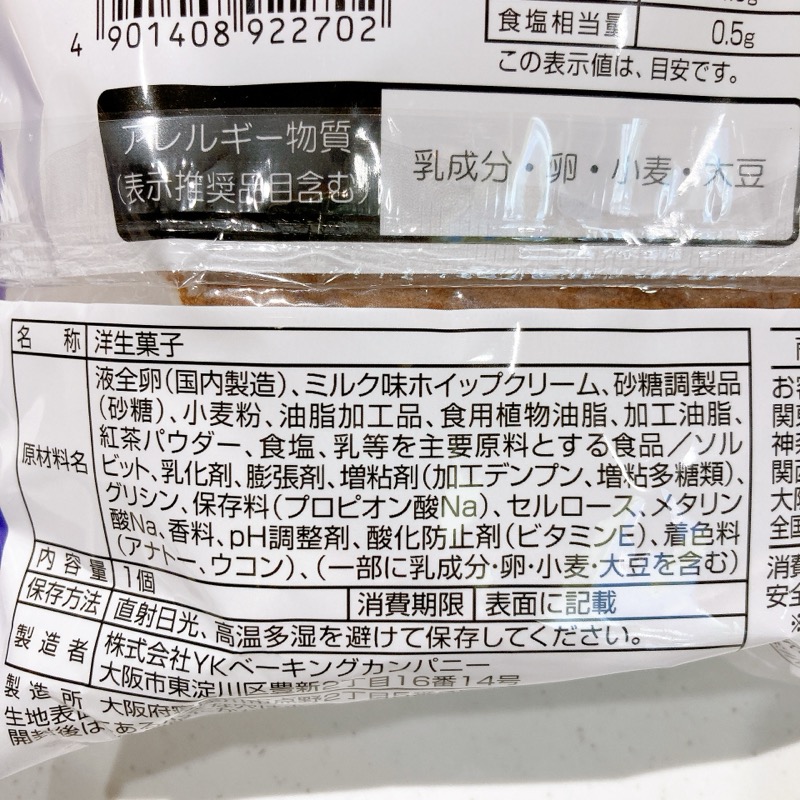 4 901408 922702
食塩相当量 0.5g
この表示値は、目安です。
アレルギー物質
(表示推奨品目含む)
乳成分・卵・小麦・大豆
名 称 洋生菓子
原材料名
液全卵(国内製造)、ミルク味ホイップクリーム、砂糖調製品
(砂糖)、小麦粉、油脂加工品、食用植物油脂、加工油脂、
紅茶パウダー、食塩、乳等を主要原料とする食品/ソル
ビット、乳化剤、膨張剤、増粘剤(加工デンプン、増粘多糖類)、
グリシン、保存料(プロピオン酸Na)、セルロース、メタリン
酸Na、香料、pH調整剤、酸化防止剤(ビタミンE)、着色料
(アナトー、ウコン)、(一部に乳成分・卵・小麦・大豆を含む)
内容量 1個
消費期限 表面に記載
保存方法 直射日光、高温多湿を避けて保存してください。
製造者 株式会社YKベーキングカンパニー
大阪市東淀川区豊新2丁目16番14号
製造所 大阪府
生地表面
開封後は
お客
関東
神奈
関西
大阪
全国
消費
安全